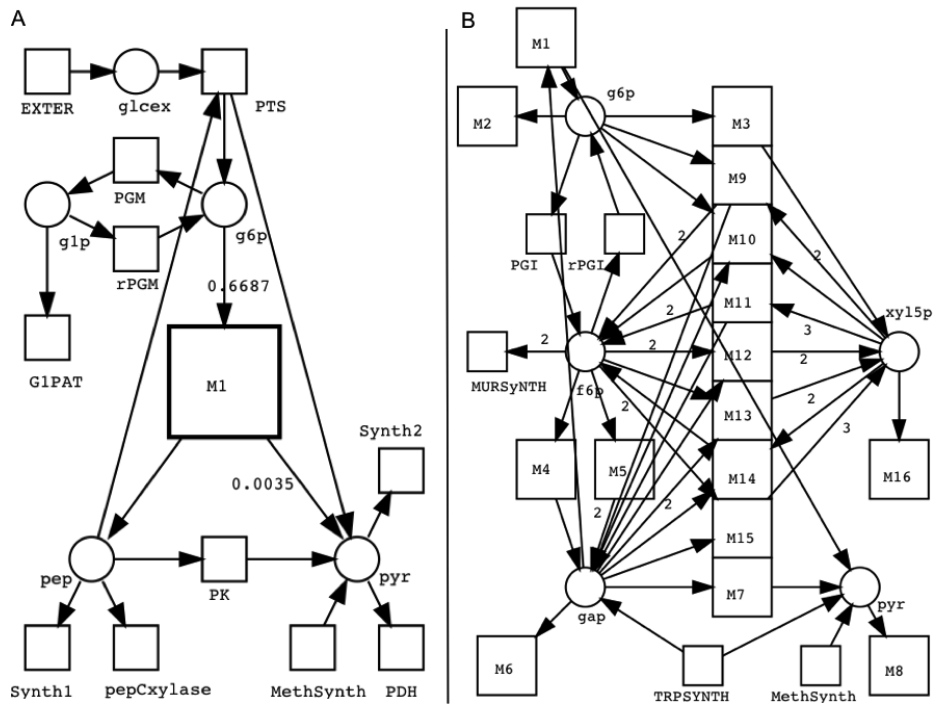 A
EXTER
glcex
PTS
PGM
g1p
g6p
rPGM
0.6687
G1PAT
M1
Synth2
0.0035
pep
PK
pyr
Synth1
pepCxylase
MethSynth
PDH
B
M1
g6p
M2
M3
M9
2
M10
2
PGI
rPGI
M11
xyl5p
2
3
MURSyNTH
2
2
M12
2
f6p
2
M13
2
3
M4
M5
M14
M16
2
2
M15
gap
M7
pyr
M6
TRPSYNTH
MethSynth
M8